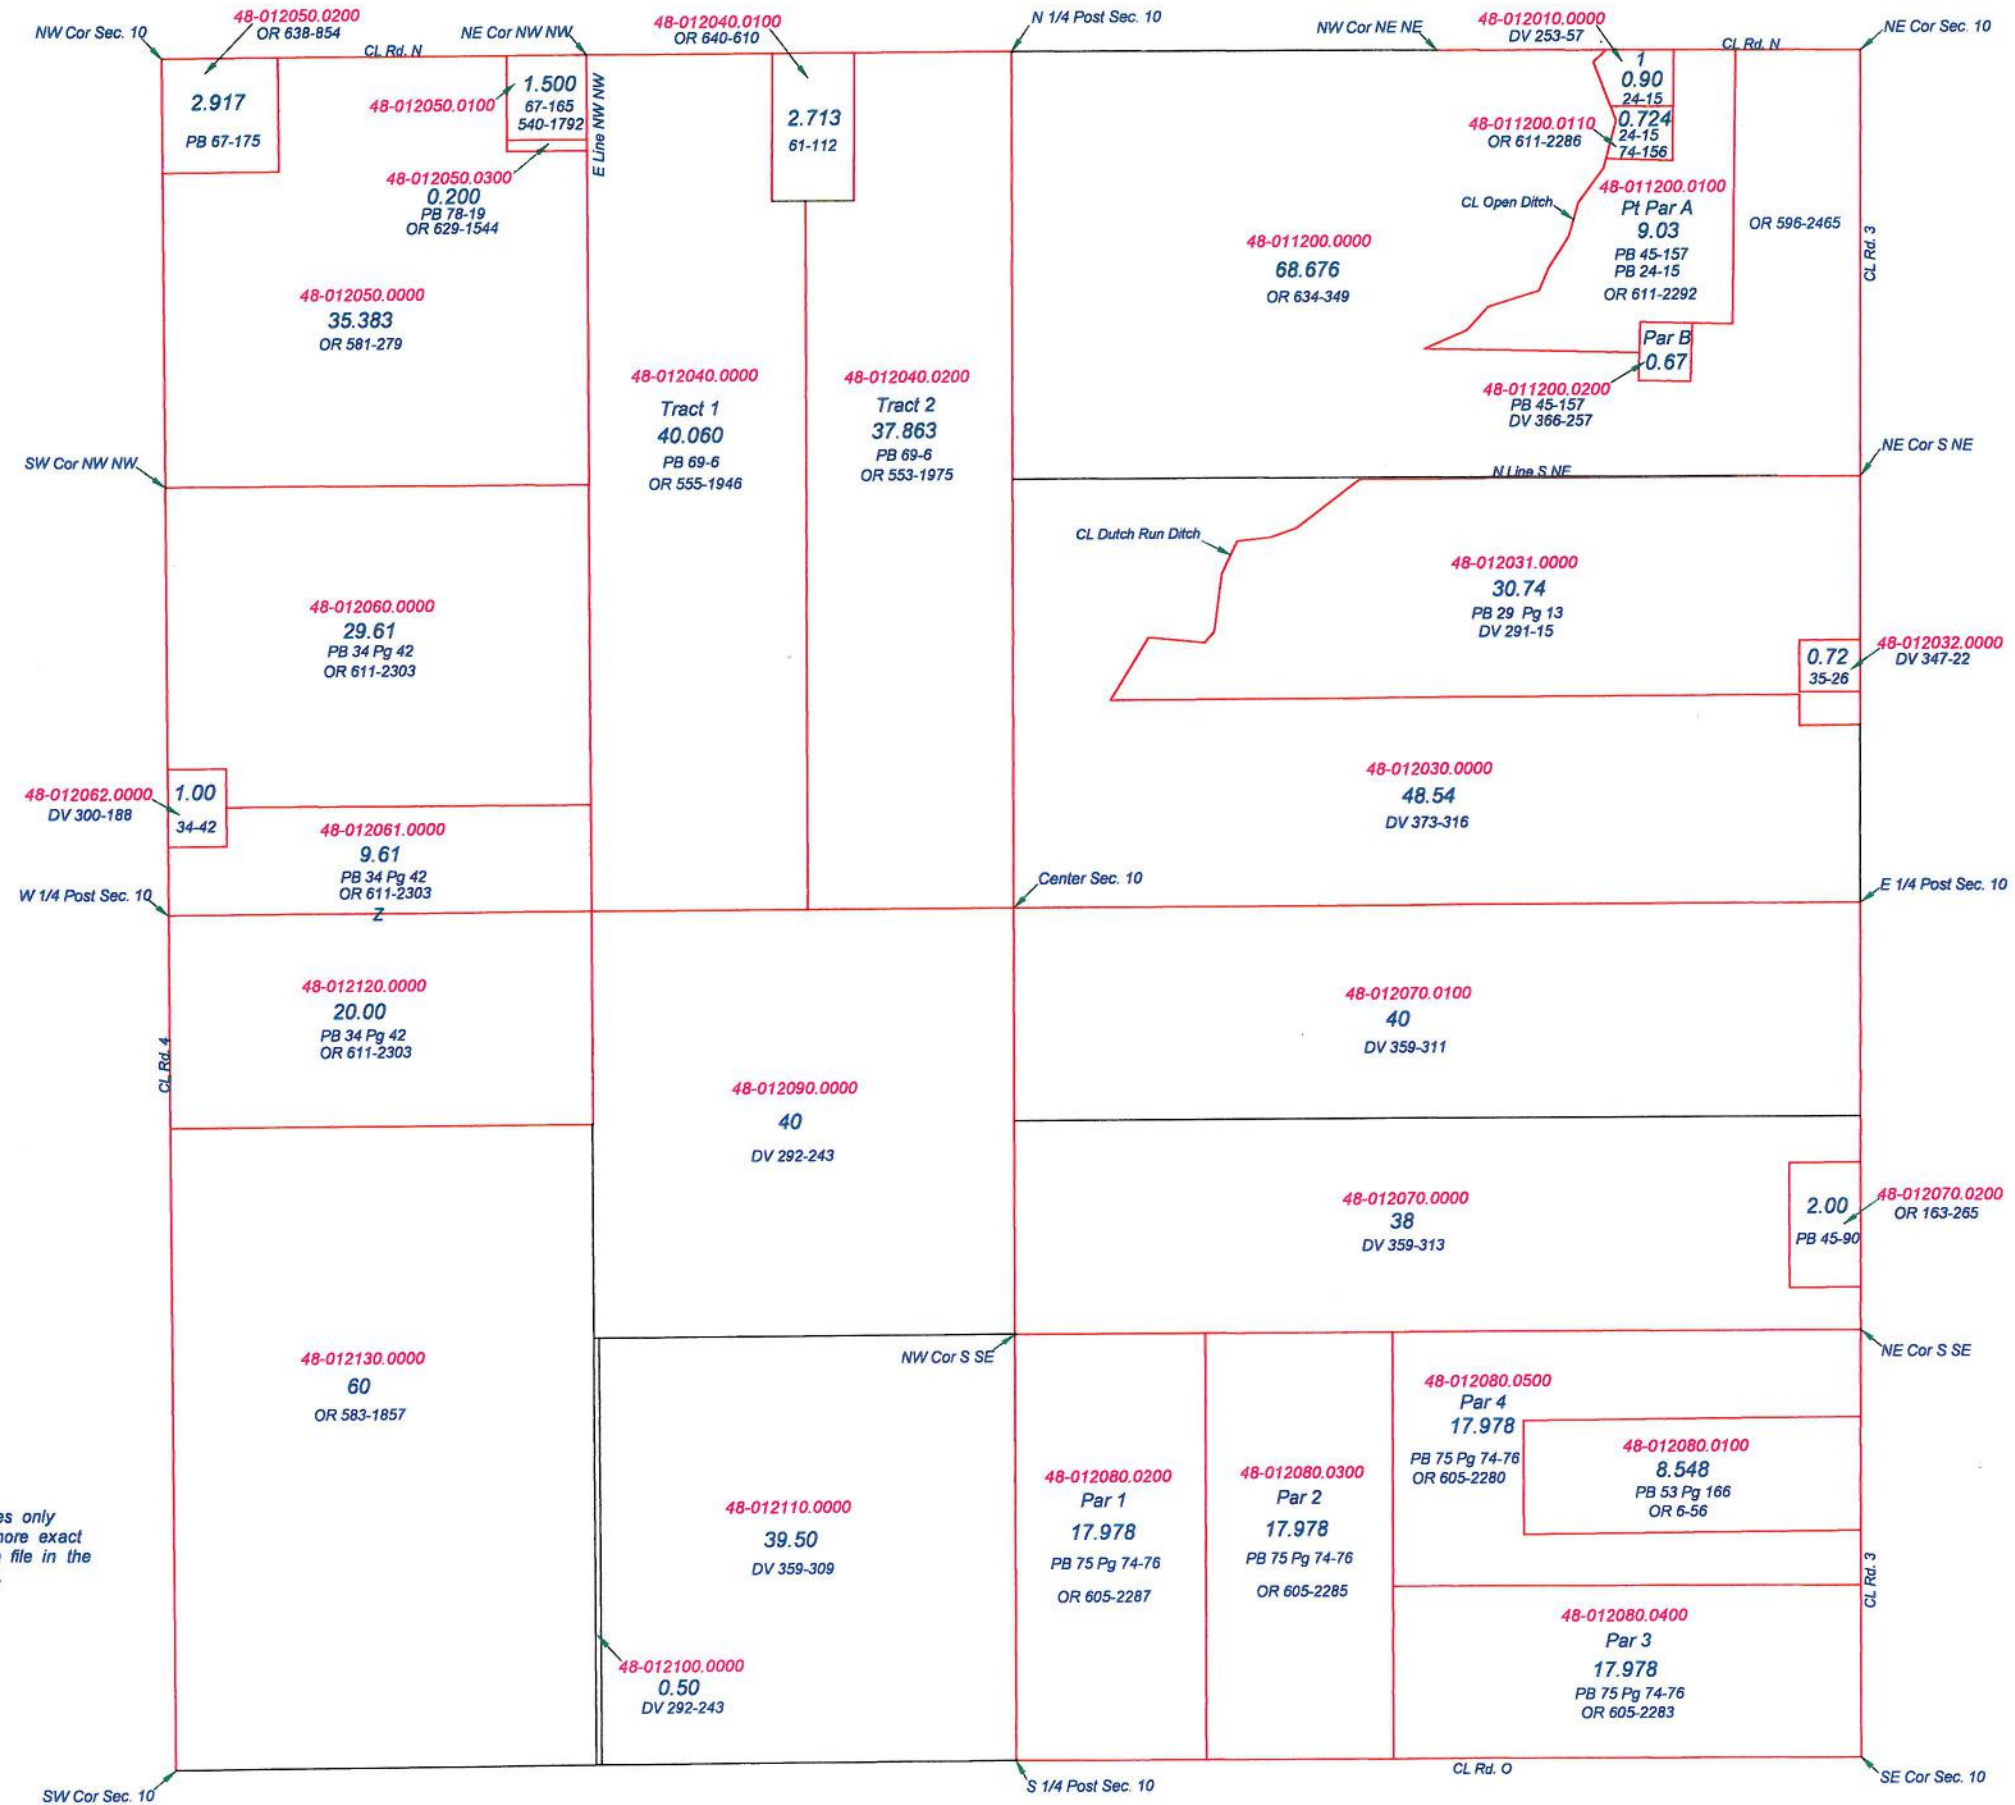 48-012050.0200
OR 638-854
NW Cor Sec. 10
CL Rd. N
NE Cor NW NW
48-012040.0100
OR 640-610
N 1/4 Post Sec. 10
NW Cor NE NE
48-012010.0000
DV 253-57
CL Rd. N
NE Cor Sec. 10
2.917
PB 67-175
48-012050.0100
1.500
67-165
540-1792
E Line NW NW
48-012050.0300
0.200
PB 78-19
OR 629-1544
2.713
61-112
1
0.90
24-15
48-011200.0110
OR 611-2286
0.724
24-15
74-156
CL Open Ditch
48-011200.0100
Pt Par A
9.03
PB 45-157
PB 24-15
OR 611-2292
OR 596-2465
CL Rd. 3
48-011200.0000
68.676
OR 634-349
Par B
0.67
48-011200.0200
PB 45-157
DV 366-257
48-012050.0000
35.383
OR 581-279
48-012040.0000
Tract 1
40.060
PB 69-6
OR 555-1946
48-012040.0200
Tract 2
37.863
PB 69-6
OR 553-1975
SW Cor NW NW
NE Cor S NE
N Line S NE
CL Dutch Run Ditch
48-012031.0000
30.74
PB 29 Pg 13
DV 291-15
48-012060.0000
29.61
PB 34 Pg 42
OR 611-2303
0.72
35-26
48-012032.0000
DV 347-22
48-012030.0000
48.54
DV 373-316
48-012062.0000
DV 300-188
1.00
34-42
48-012061.0000
9.61
PB 34 Pg 42
OR 611-2303
Z
W 1/4 Post Sec. 10
Center Sec. 10
E 1/4 Post Sec. 10
48-012120.0000
20.00
PB 34 Pg 42
OR 611-2303
CL Rd. 4
48-012070.0100
40
DV 359-311
48-012090.0000
40
DV 292-243
48-012070.0000
38
DV 359-313
2.00
PB 45-90
48-012070.0200
OR 163-265
NW Cor S SE
NE Cor S SE
48-012130.0000
60
OR 583-1857
48-012080.0500
Par 4
17.978
PB 75 Pg 74-76
OR 605-2280
48-012080.0100
8.548
PB 53 Pg 166
OR 6-56
48-012080.0200
Par 1
17.978
PB 75 Pg 74-76
OR 605-2287
48-012080.0300
Par 2
17.978
PB 75 Pg 74-76
OR 605-2285
48-012110.0000
39.50
DV 359-309
only
more exact
file in the
CL Rd. 3
48-012080.0400
Par 3
17.978
PB 75 Pg 74-76
OR 605-2283
48-012100.0000
0.50
DV 292-243
SW Cor Sec. 10
S 1/4 Post Sec. 10
CL Rd. O
SE Cor Sec. 10